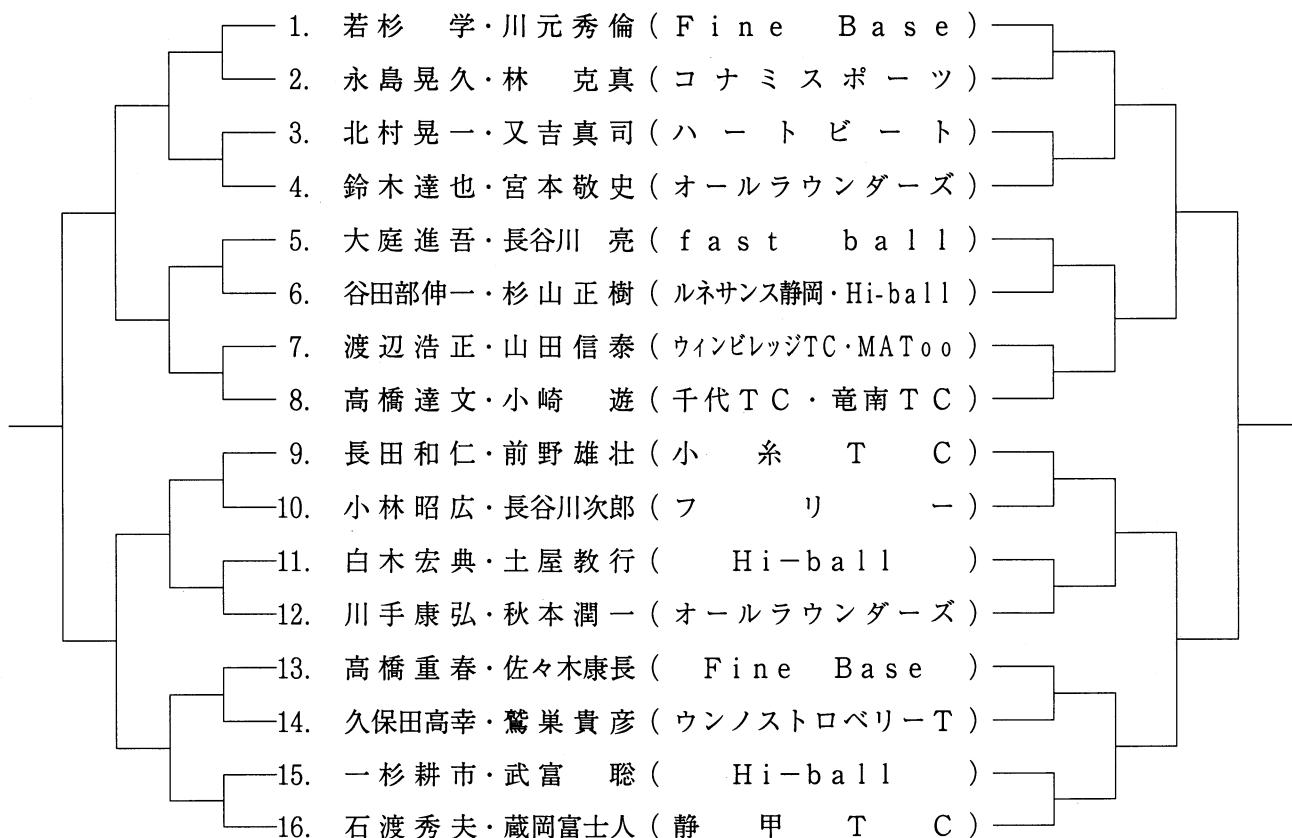 1. 若杉 学・川元秀倫(Fine Base)
2. 永島晃久・林 克真(コナミスポーツ)
3. 北村晃一・又吉真司(ハートビート)
4. 鈴木達也・宮本敬史(オールラウンダーズ)
5. 大庭進吾・長谷川 亮(fast ball)
6. 谷田部伸一・杉山正樹(ルネサンス静岡・Hi-ball)
7. 渡辺浩正・山田信泰(ウィンビレッジTC・MAToo)
8. 高橋達文・小崎 遊(千代TC・竜南TC)
9. 長田和仁・前野雄壮(小糸TC)
10. 小林昭広・長谷川次郎(フリー)
11. 白木宏典・土屋教行(Hi-ball)
12. 川手康弘・秋本潤一(オールラウンダーズ)
13. 高橋重春・佐々木康長(Fine Base)
14. 久保田高幸・鷲巣貴彦(ウンノストロベリーT)
15. 一杉耕市・武富 聡(Hi-ball)
16. 石渡秀夫・蔵岡富士人(静甲TC)